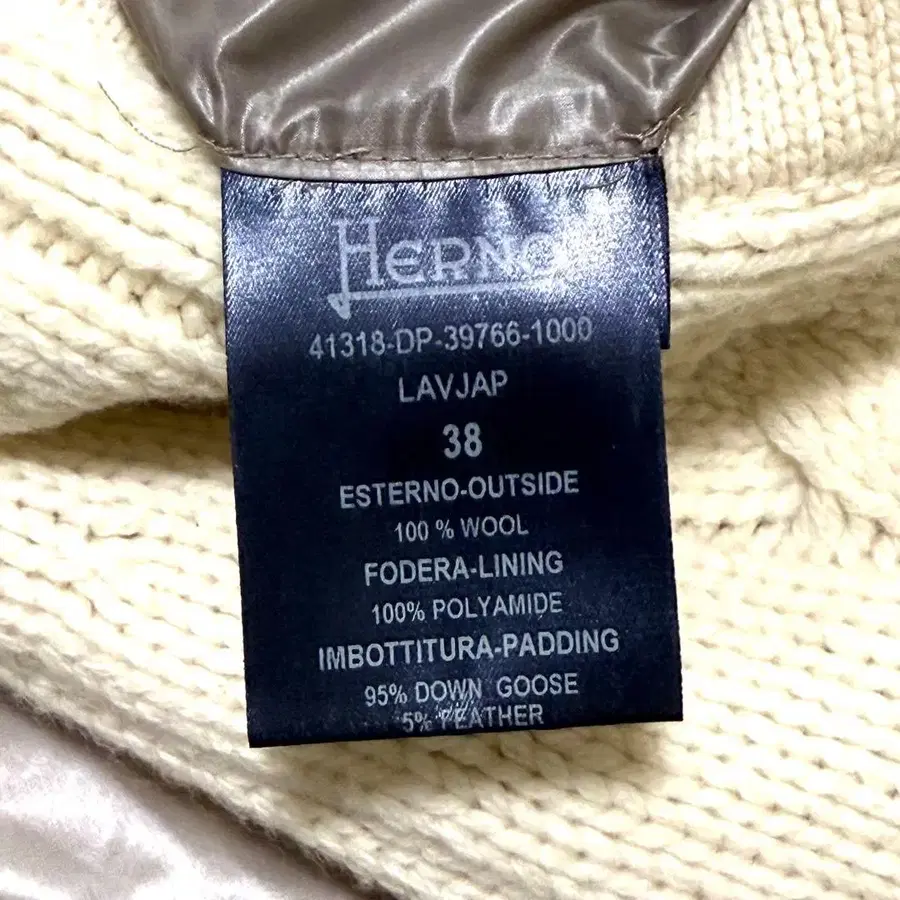 HERNO
41318-DP-39766-1000
LAVJAP
38
ESTERNO-OUTSIDE
100 % WOOL
FODERA-LINING
100% POLYAMIDE
IMBOTTITURA-PADDING
95% DOWN GOOSE
5% FEATHER